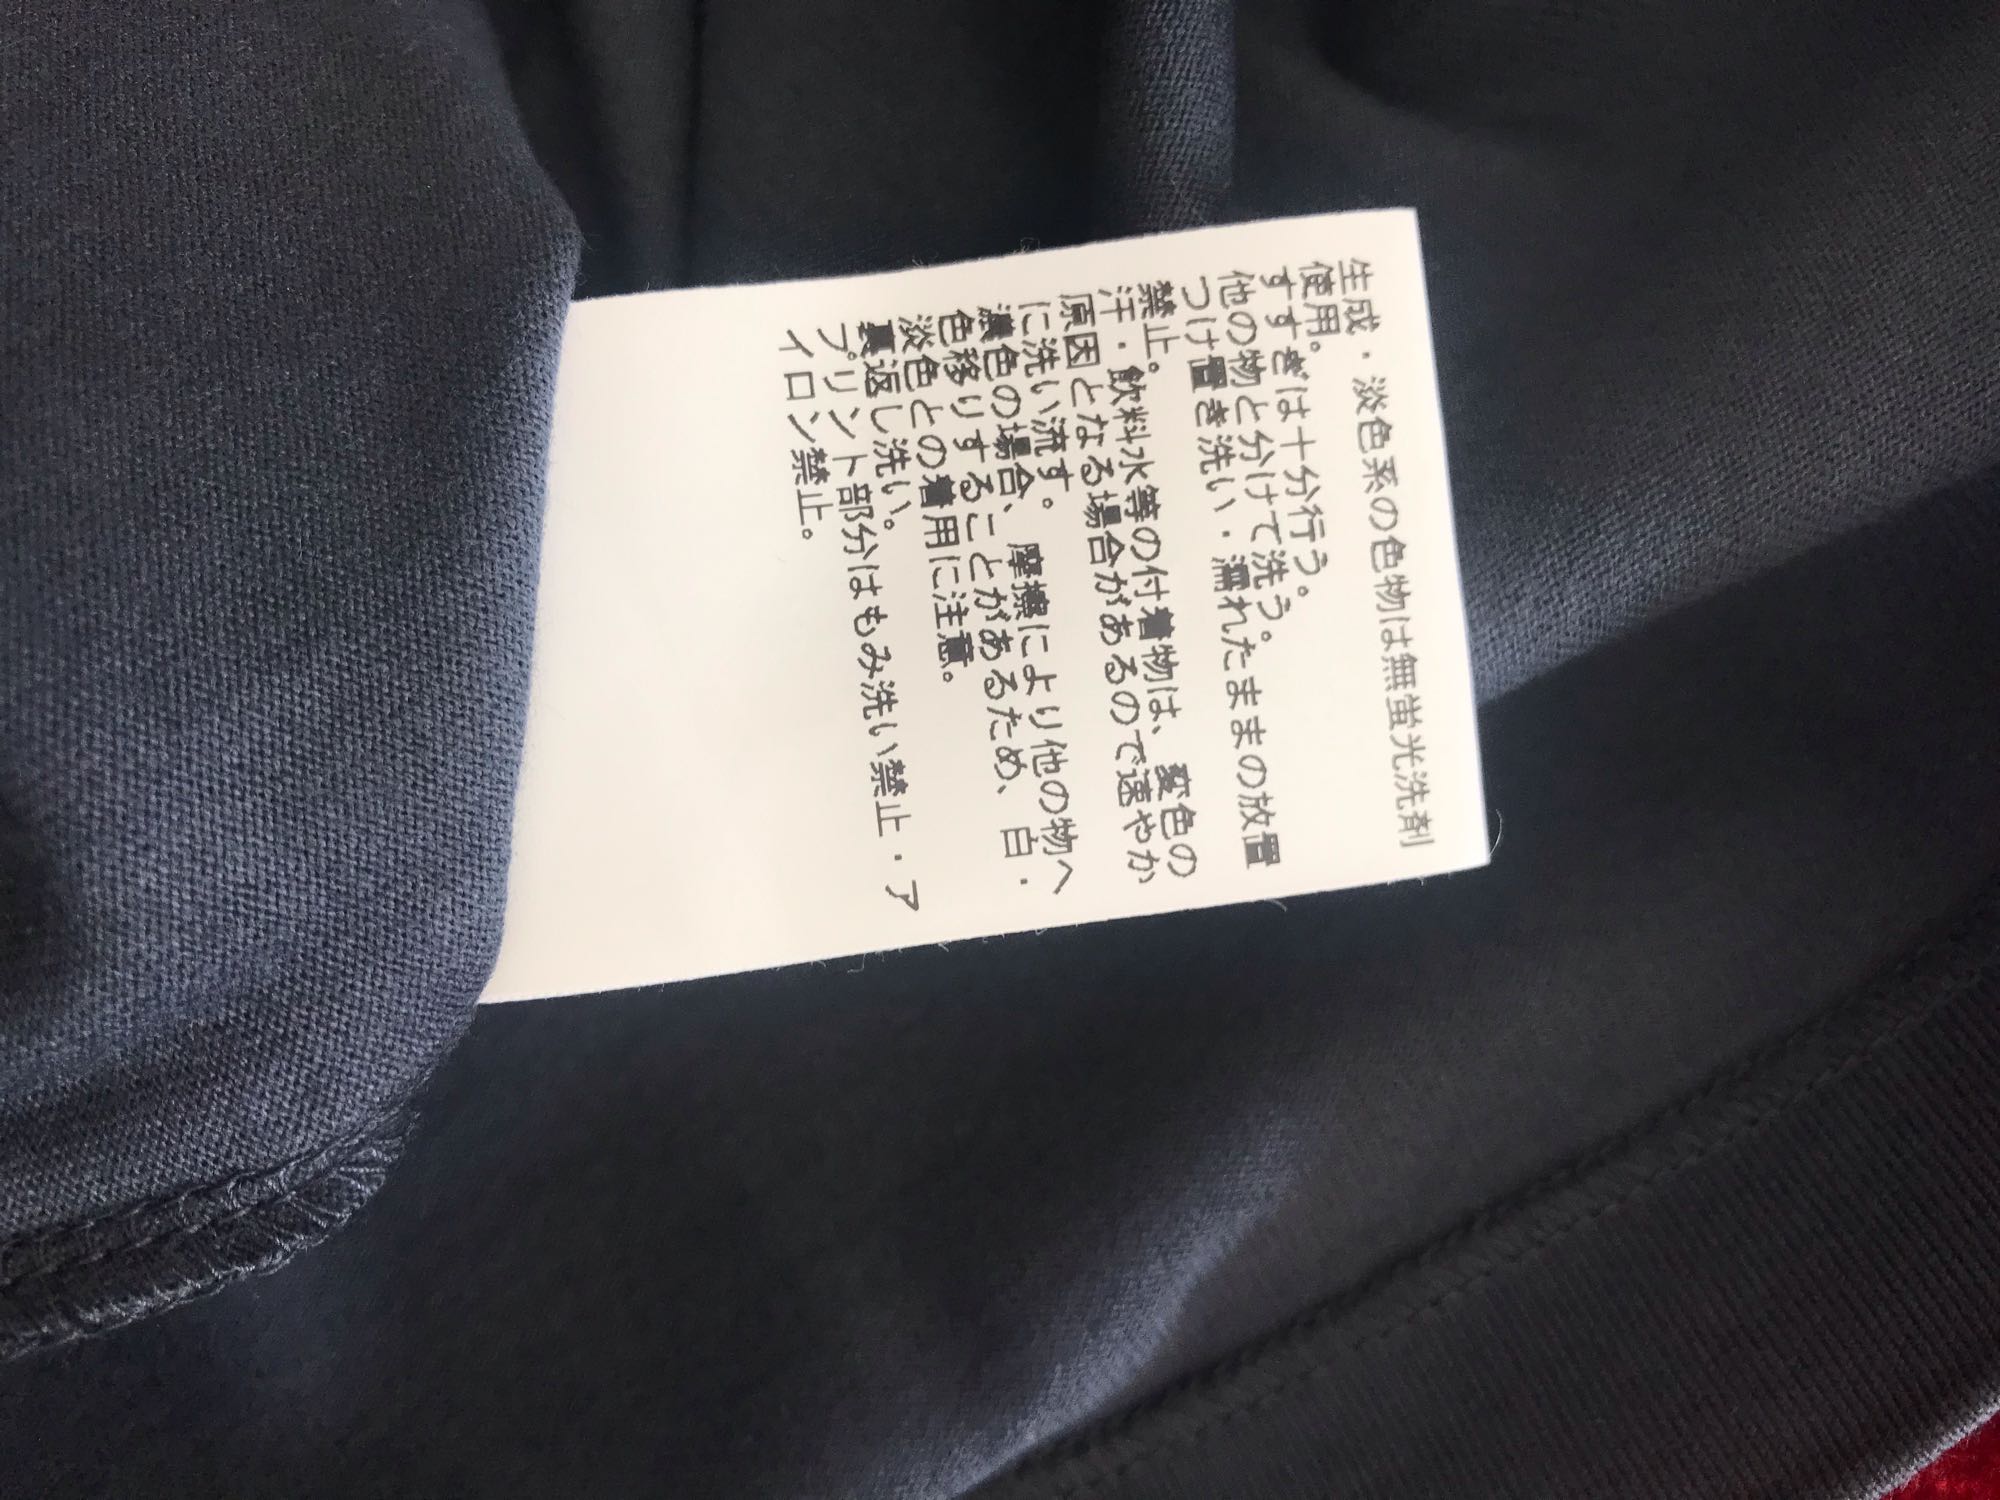 生成・淡色系の色物は無蛍光洗剤
使用。
すすぎは十分行う。
他の物と分けて洗う。
つけ置き洗い・濡れたままの放置
禁止。
汗・飲料水等の付着物は、変色の
原因となる場合があるので速やか
に洗い流す。
濃色の場合、摩擦により他の物へ
色移りすることがあるため、白・
淡色との着用に注意。
裏返し洗い。
プリント部分はもみ洗い禁止・ア
イロン禁止。